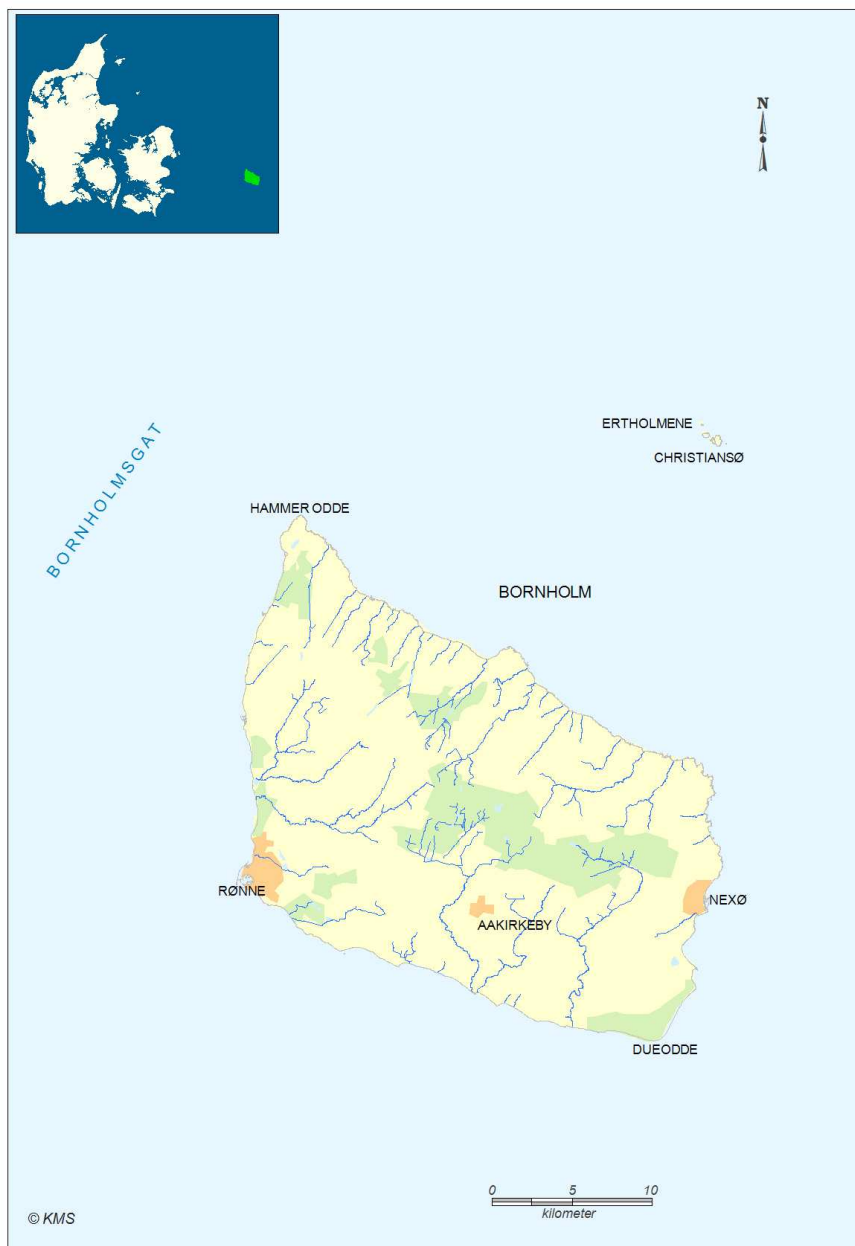 N
ERTHOLMENE
CHRISTIANSØ
BORNHOLMSGAT
HAMMER ODDE
BORNHOLM
RØNNE
NEXØ
AAKIRKEBY
DUEODDE
0 5 10
kilometer
© KMS